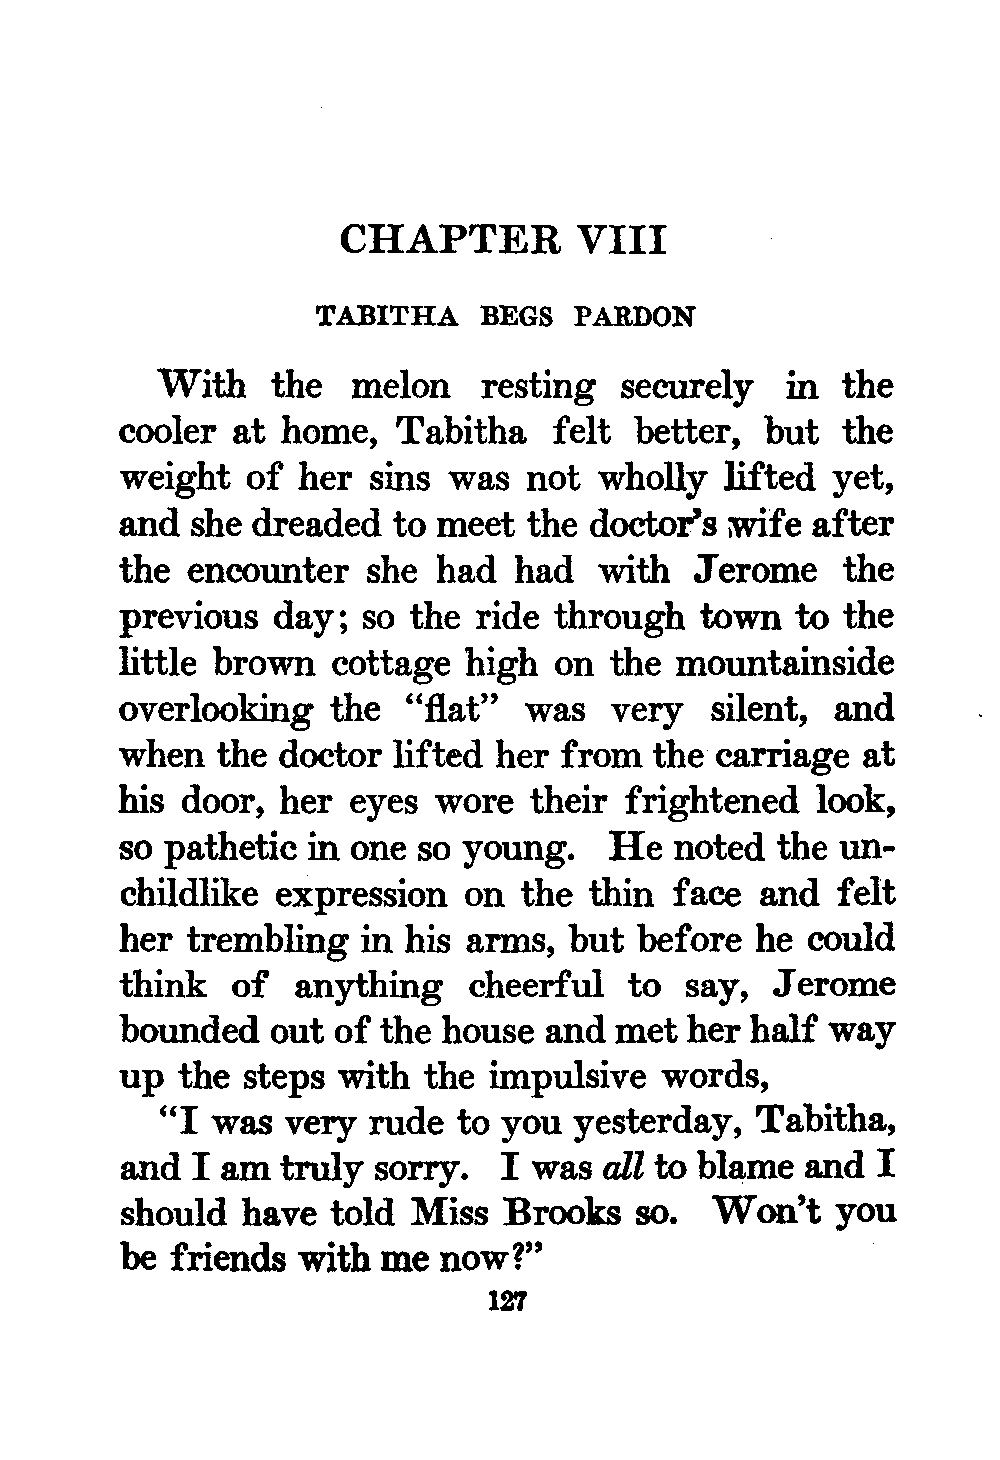 CHAPTER VIII
TABITHA BEGS PARDON
With the melon resting securely in the
cooler at home, Tabitha felt better, but the
weight of her sins was not wholly lifted yet,
and she dreaded to meet the doctor's wife after
the encounter she had had with Jerome the
previous day; so the ride through town to the
little brown cottage high on the mountainside
overlooking the “flat” was very silent, and
when the doctor lifted her from the carriage at
his door, her eyes wore their frightened look,
so pathetic in one so young. He noted the un-
childlike expression on the thin face and felt
her trembling in his arms, but before he could
think of anything cheerful to say, Jerome
bounded out of the house and met her half way
up the steps with the impulsive words,
“I was very rude to you yesterday, Tabitha,
and I am truly sorry. I was all to blame and I
should have told Miss Brooks so. Won't you
be friends with me now?”
127